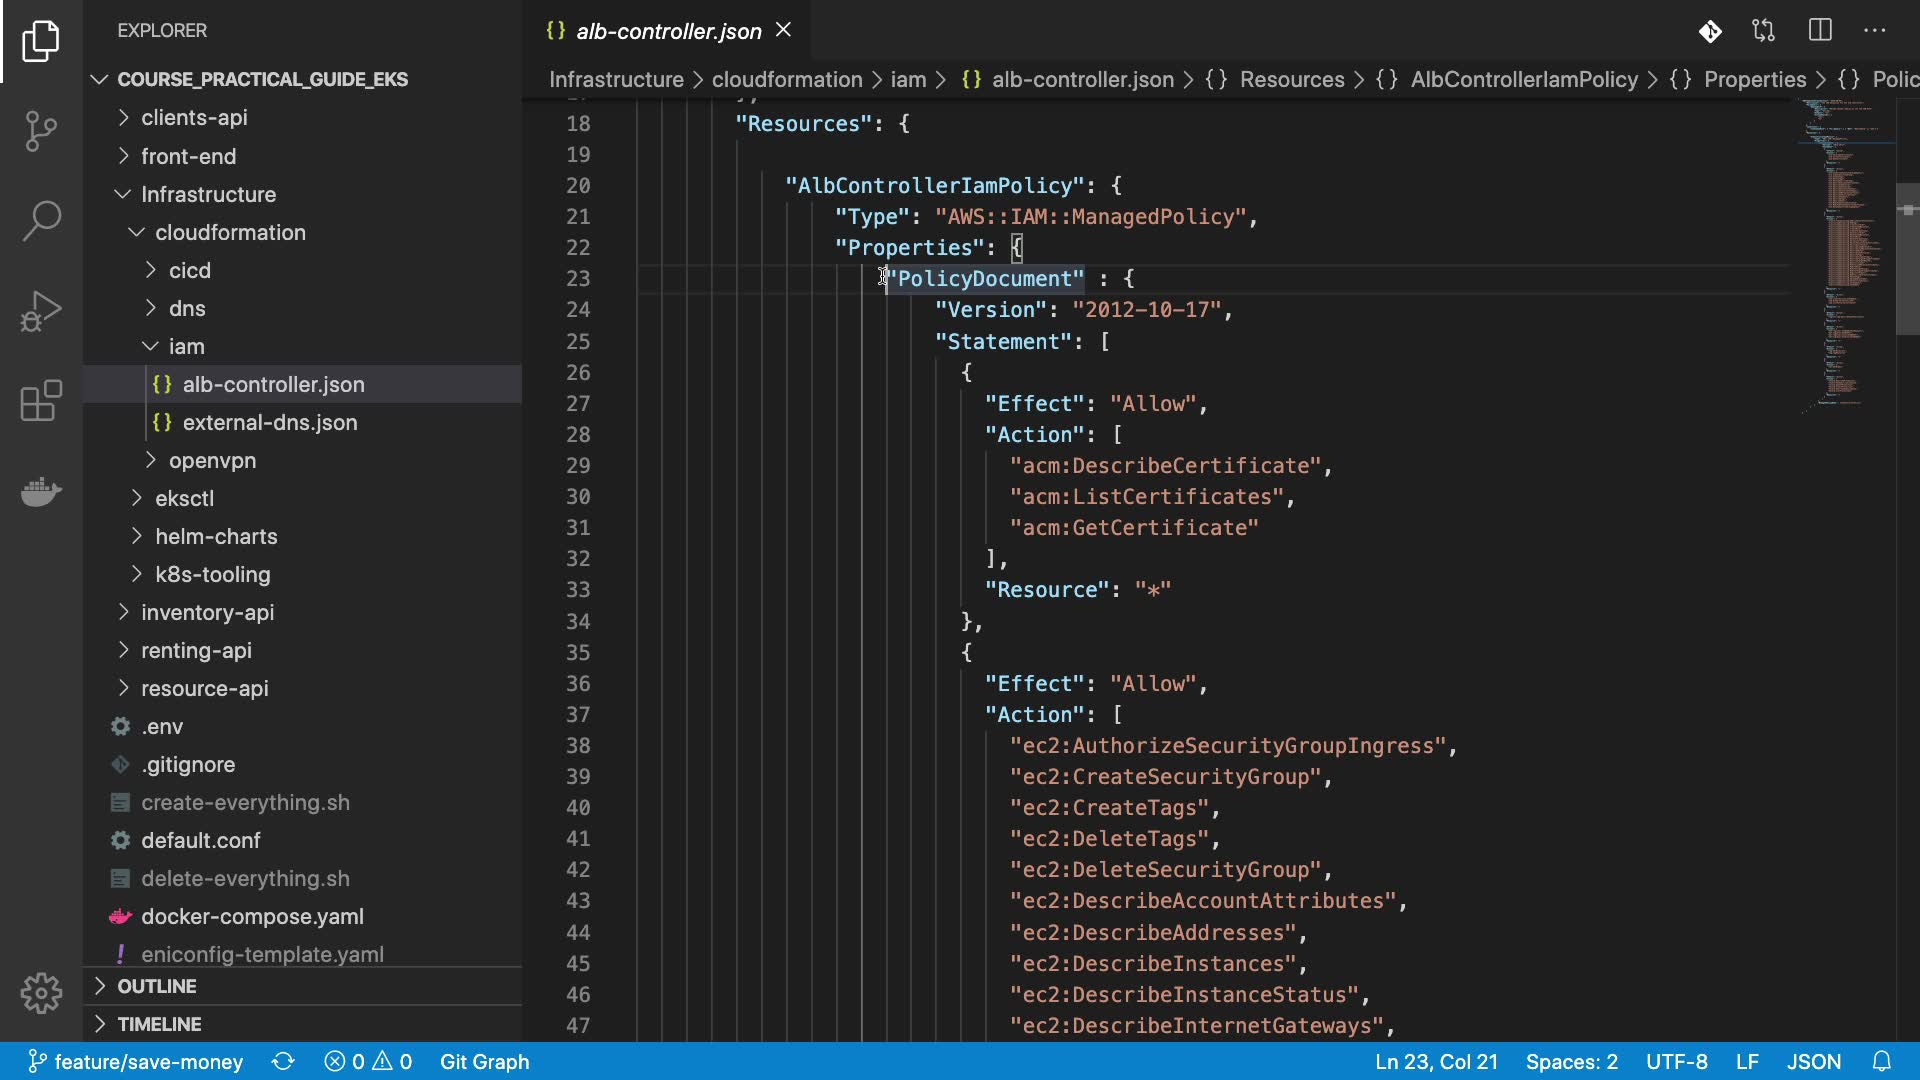 EXPLORER
COURSE_PRACTICAL_GUIDE_EKS
clients-api
front-end
Infrastructure
cloudformation
cicd
dns
iam
alb-controller.json
external-dns.json
openvpn
eksctl
helm-charts
k8s-tooling
inventory-api
renting-api
resource-api
.env
.gitignore
create-everything.sh
default.conf
delete-everything.sh
docker-compose.yaml
! eniconfig-template.yaml
OUTLINE
TIMELINE
{} alb-controller.json
Infrastructure > cloudformation > iam > {} alb-controller.json > {} Resources > {} AlbControllerIamPolicy > {} Properties > {} Polic
18 "Resources": {
19
20 "AlbControllerIamPolicy": {
21 "Type": "AWS::IAM::ManagedPolicy",
22 "Properties": {
23 "PolicyDocument" : {
24 "Version": "2012-10-17",
25 "Statement": [
26 {
27 "Effect": "Allow",
28 "Action": [
29 "acm:DescribeCertificate",
30 "acm:ListCertificates",
31 "acm:GetCertificate"
32 ],
33 "Resource": "*"
34 },
35 {
36 "Effect": "Allow",
37 "Action": [
38 "ec2:AuthorizeSecurityGroupIngress",
39 "ec2:CreateSecurityGroup",
40 "ec2:CreateTags",
41 "ec2:DeleteTags",
42 "ec2:DeleteSecurityGroup",
43 "ec2:DescribeAccountAttributes",
44 "ec2:DescribeAddresses",
45 "ec2:DescribeInstances",
46 "ec2:DescribeInstanceStatus",
47 "ec2:DescribeInternetGateways",
feature/save-money 0 0 Git Graph Ln 23, Col 21 Spaces: 2 UTF-8 LF JSON